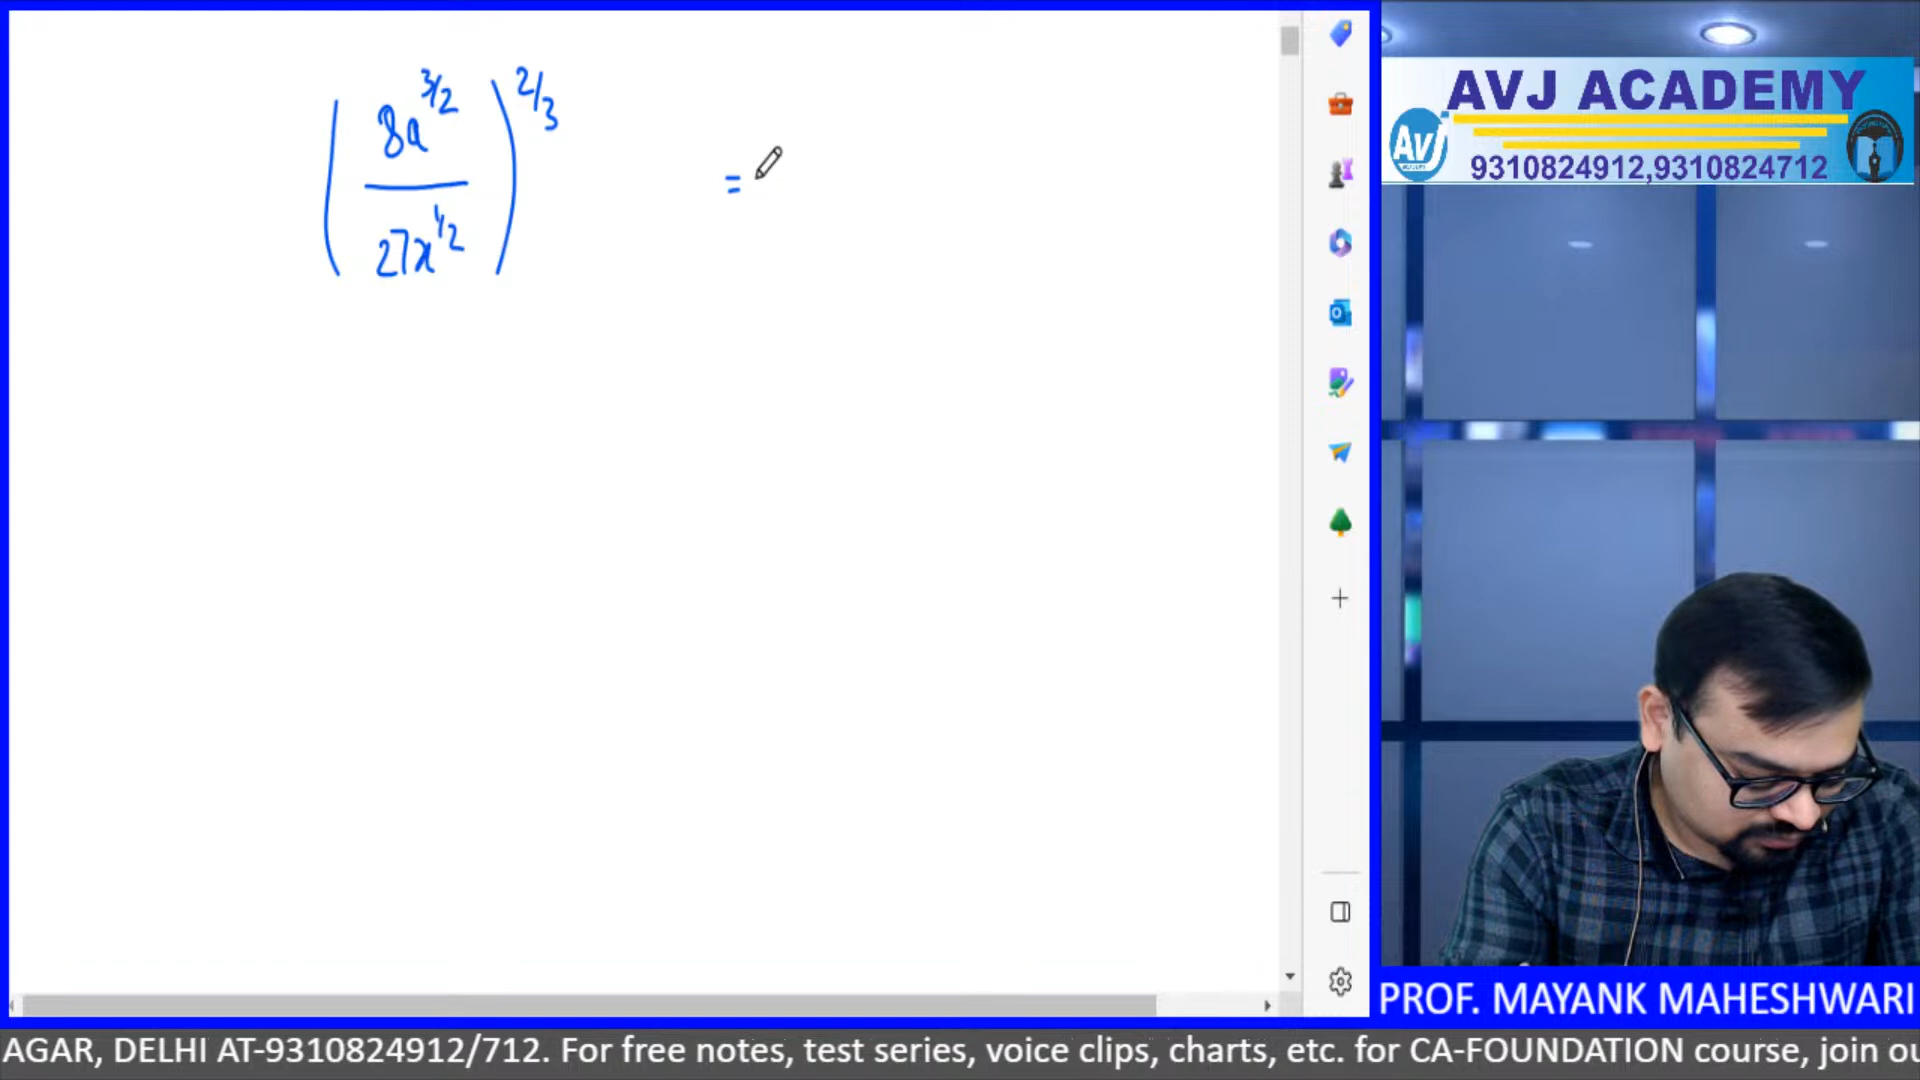 (8a^3/2 / 27x^1/2)^2/3 =
AVJ ACADEMY
AVJ
9310824912,9310824712
PROF. MAYANK MAHESHWARI
AGAR, DELHI AT-9310824912/712. For free notes, test series, voice clips, charts, etc. for CA-FOUNDATION course, join ou